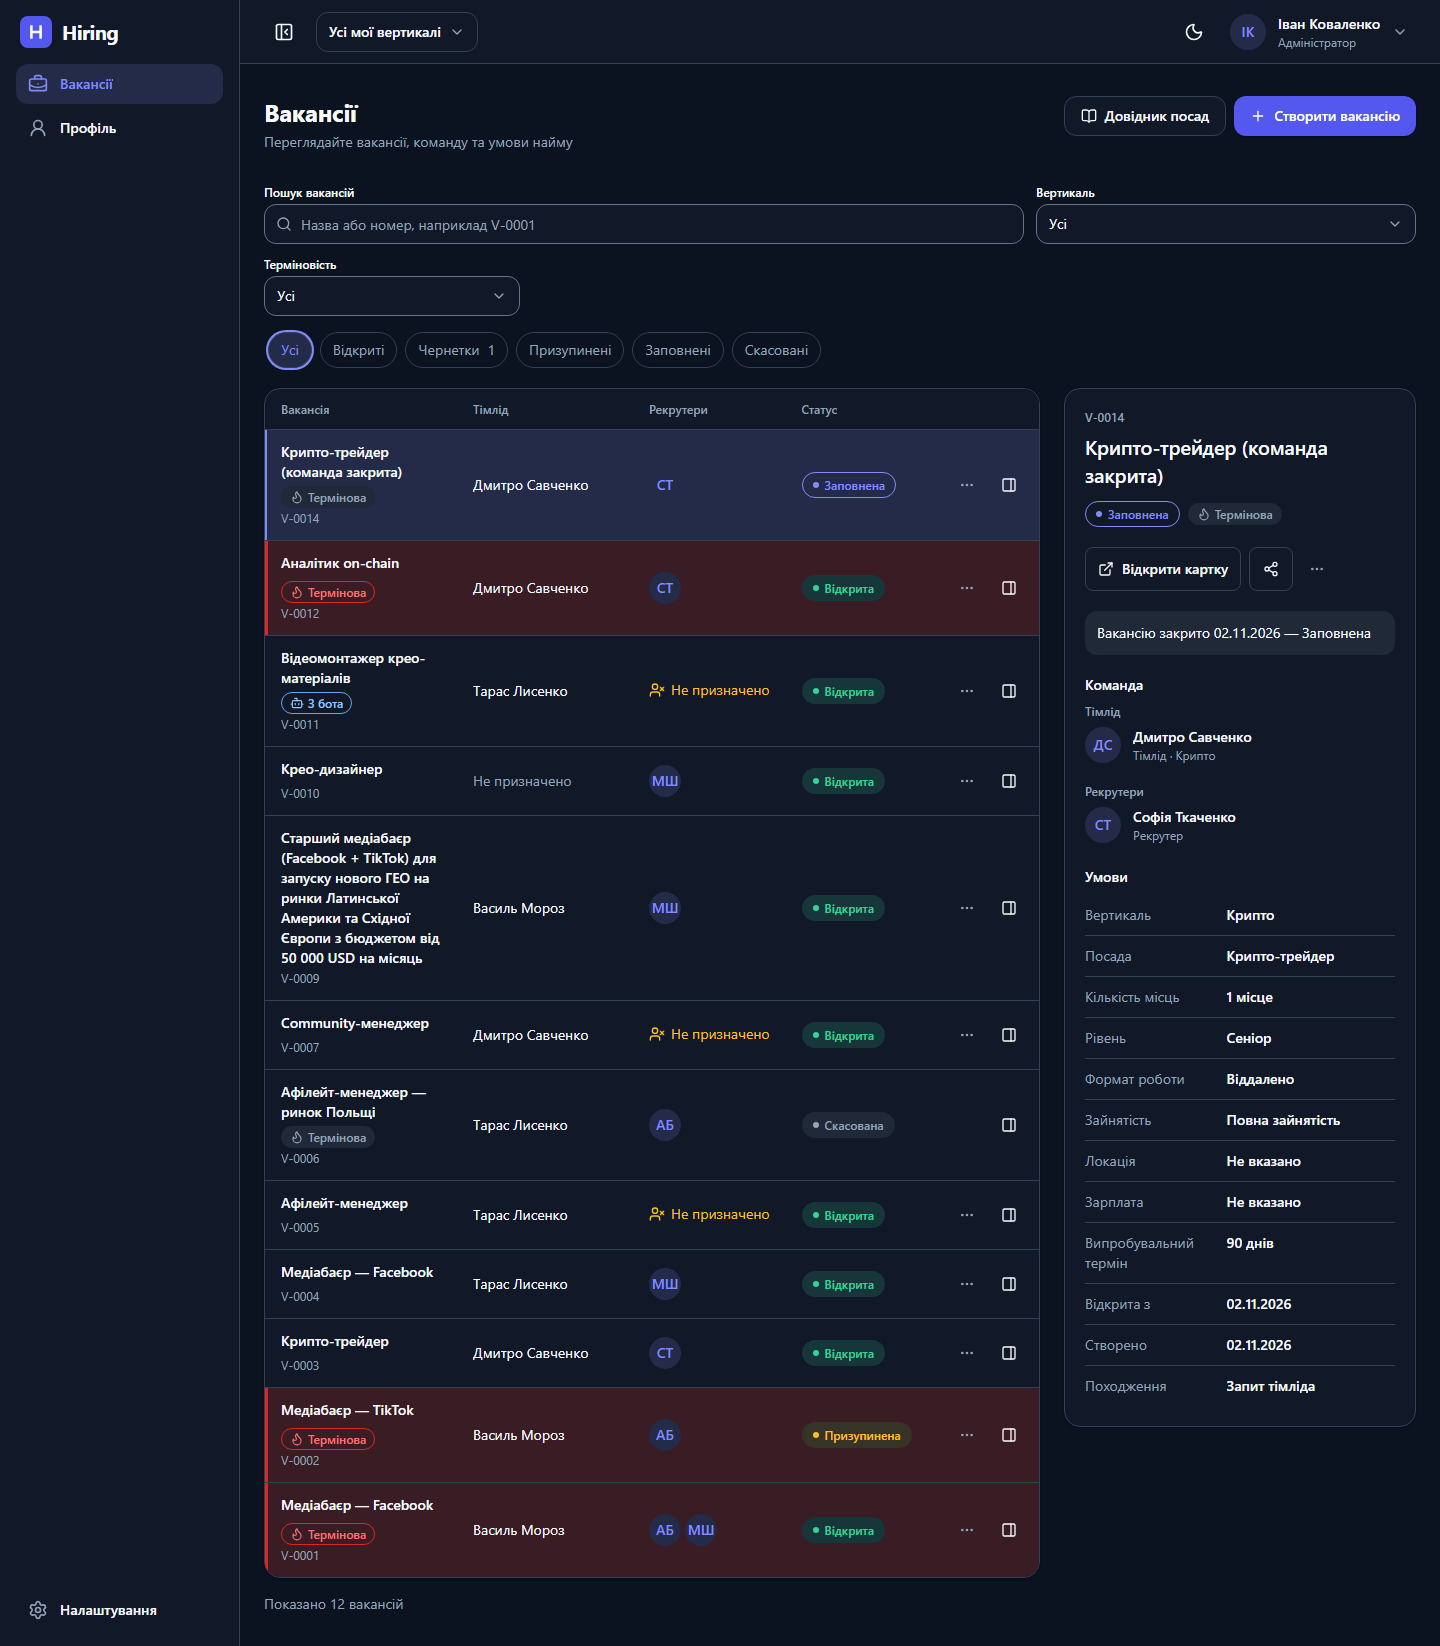 H Hiring
Вакансії
Профіль
Налаштування
Усі мої вертикалі
ІК
Іван Коваленко
Адміністратор
Вакансії
Переглядайте вакансії, команду та умови найму
Довідник посад
Створити вакансію
Пошук вакансій
Назва або номер, наприклад V-0001
Вертикаль
Усі
Терміновість
Усі
Усі
Відкриті
Чернетки 1
Призупинені
Заповнені
Скасовані
Вакансія Тімлід Рекрутери Статус
Крипто-трейдер
(команда закрита)
Термінова
V-0014
Дмитро Савченко
СТ
Заповнена
Аналітик on-chain
Термінова
V-0012
Дмитро Савченко
СТ
Відкрита
Відеомонтажер крео-
матеріалів
З бота
V-0011
Тарас Лисенко
Не призначено
Відкрита
Крео-дизайнер
V-0010
Не призначено
МШ
Відкрита
Старший медіабаєр
(Facebook + TikTok) для
запуску нового ГЕО на
ринки Латинської
Америки та Східної
Європи з бюджетом від
50 000 USD на місяць
V-0009
Василь Мороз
МШ
Відкрита
Community-менеджер
V-0007
Дмитро Савченко
Не призначено
Відкрита
Афілейт-менеджер —
ринок Польщі
Термінова
V-0006
Тарас Лисенко
АБ
Скасована
Афілейт-менеджер
V-0005
Тарас Лисенко
Не призначено
Відкрита
Медіабаєр — Facebook
V-0004
Тарас Лисенко
МШ
Відкрита
Крипто-трейдер
V-0003
Дмитро Савченко
СТ
Відкрита
Медіабаєр — TikTok
Термінова
V-0002
Василь Мороз
АБ
Призупинена
Медіабаєр — Facebook
Термінова
V-0001
Василь Мороз
АБ МШ
Відкрита
Показано 12 вакансій
V-0014
Крипто-трейдер (команда
закрита)
Заповнена
Термінова
Відкрити картку
Вакансію закрито 02.11.2026 — Заповнена
Команда
Тімлід
ДС
Дмитро Савченко
Тімлід · Крипто
Рекрутери
СТ
Софія Ткаченко
Рекрутер
Умови
Вертикаль Крипто
Посада Крипто-трейдер
Кількість місць 1 місце
Рівень Сеніор
Формат роботи Віддалено
Зайнятість Повна зайнятість
Локація Не вказано
Зарплата Не вказано
Випробувальний 90 днів
термін
Відкрита з 02.11.2026
Створено 02.11.2026
Походження Запит тімліда